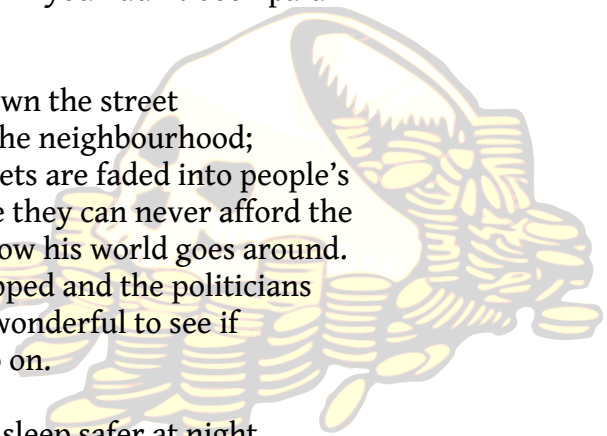 wn the street
he neighbourhood;
ets are faded into people's
e they can never afford the
ow his world goes around.
pped and the politicians
wonderful to see if
o on.
sleep safer at night